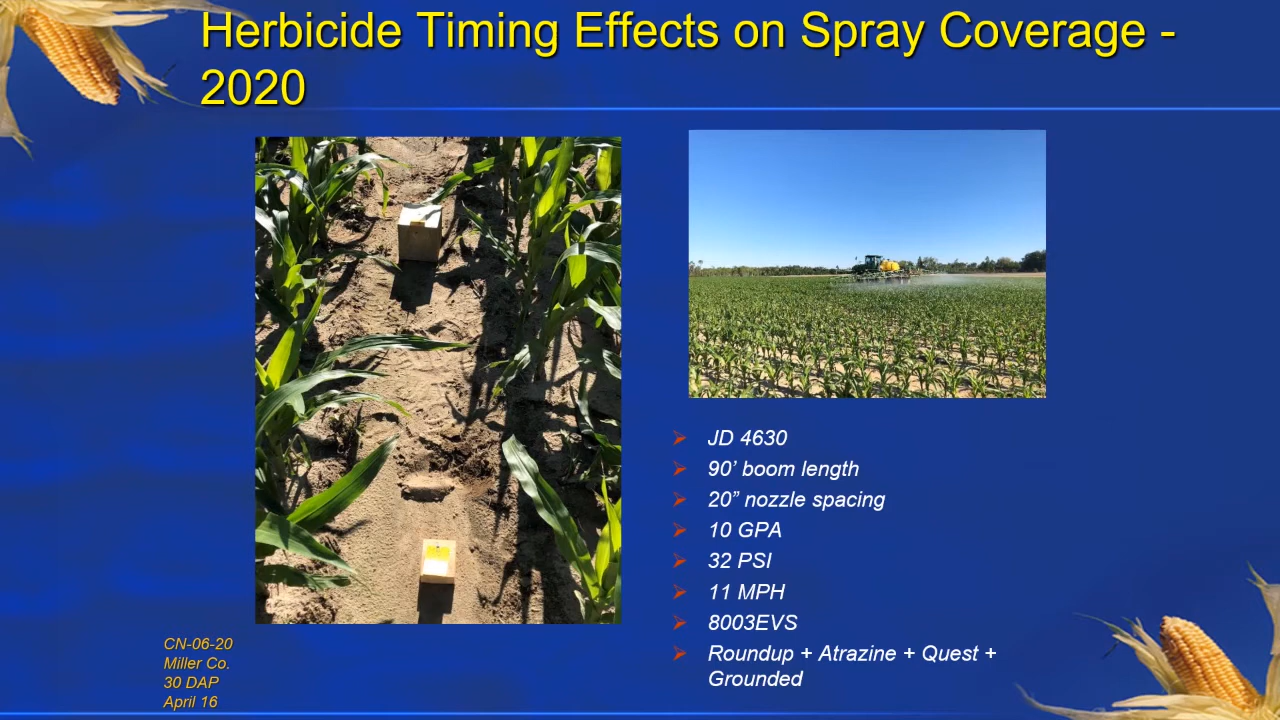 Herbicide Timing Effects on Spray Coverage -
2020
JD 4630
90’ boom length
20” nozzle spacing
10 GPA
32 PSI
11 MPH
8003EVS
Roundup + Atrazine + Quest +
Grounded
CN-06-20
Miller Co.
30 DAP
April 16